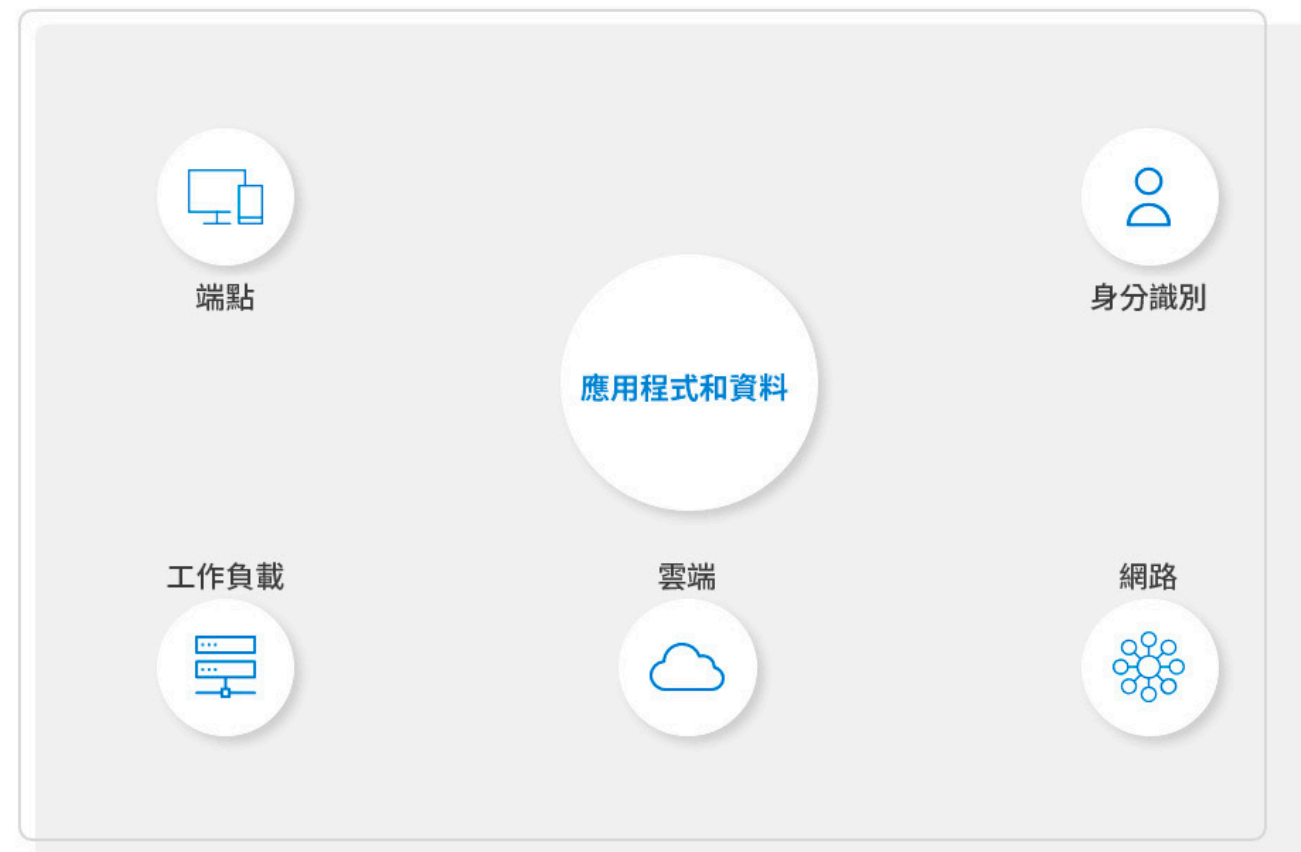 端點
身分識別
應用程式和資料
工作負載
雲端
網路